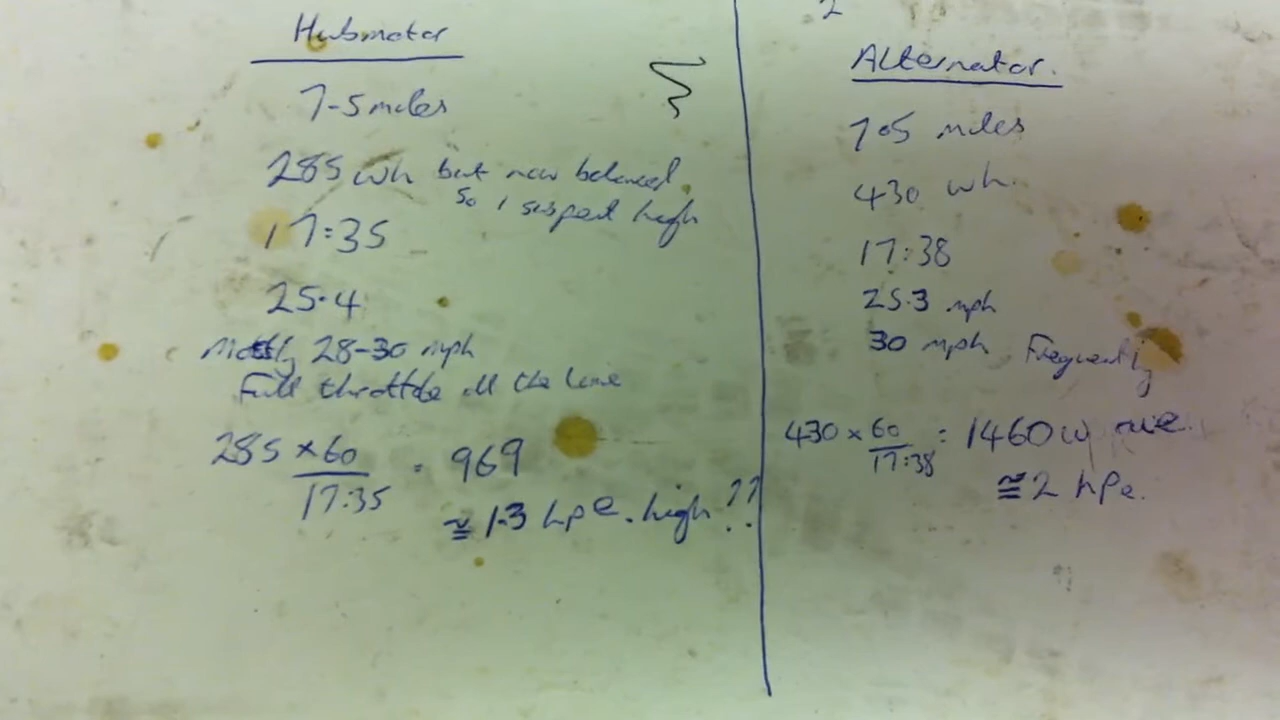 Hubmotor
7-5 miles
285 wh but now balanced.
So I suspect high
17:35
25.4
Mostly 28-30 mph
Full throttle all the time
285 x 60
17:35
= 969
≅ 1.3 hp e. high ??
2
Alternator.
7.05 miles
430 wh.
17:38
25.3 mph
30 mph Frequently
430 x 60 = 1460 w ave.
17:38
≅ 2 hp e.